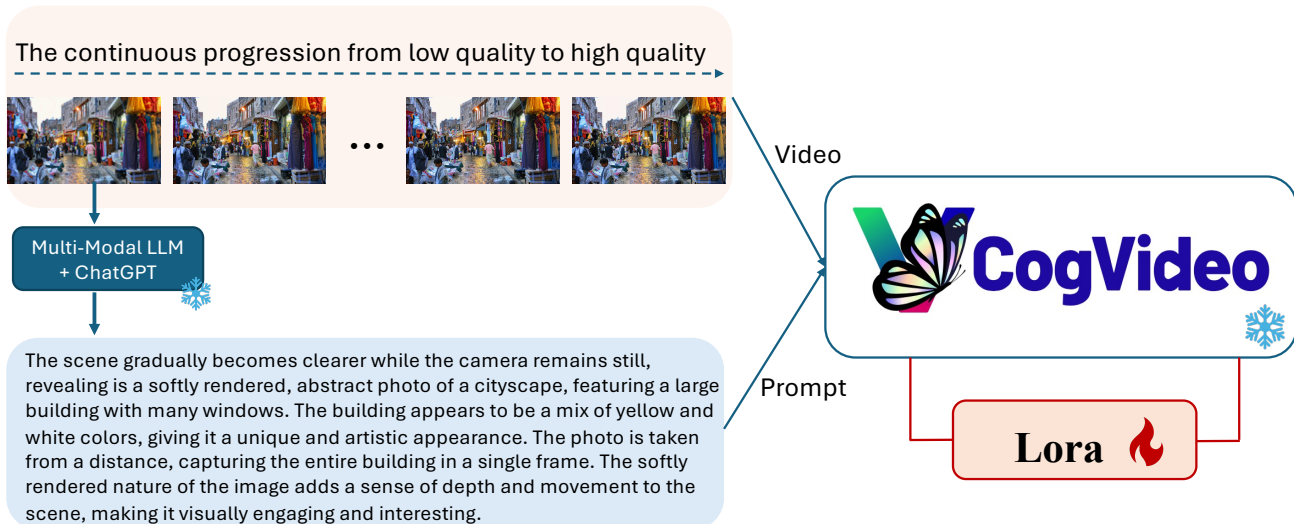 The continuous progression from low quality to high quality
...
Video
Multi-Modal LLM
+ ChatGPT
CogVideo
The scene gradually becomes clearer while the camera remains still,
revealing is a softly rendered, abstract photo of a cityscape, featuring a large
building with many windows. The building appears to be a mix of yellow and
white colors, giving it a unique and artistic appearance. The photo is taken
from a distance, capturing the entire building in a single frame. The softly
rendered nature of the image adds a sense of depth and movement to the
scene, making it visually engaging and interesting.
Prompt
Lora